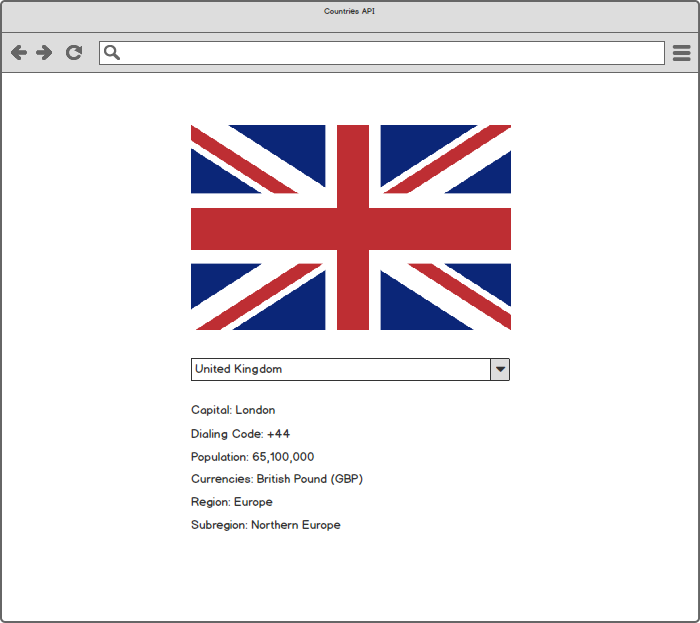 Countries API
United Kingdom
Capital: London
Dialing Code: +44
Population: 65,100,000
Currencies: British Pound (GBP)
Region: Europe
Subregion: Northern Europe